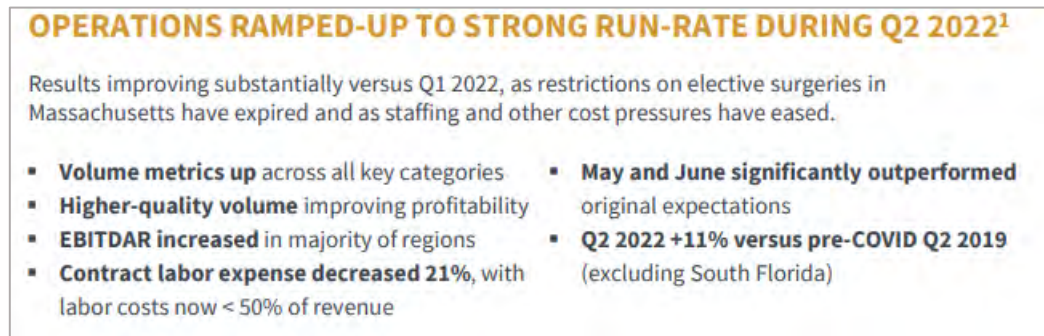 OPERATIONS RAMPED-UP TO STRONG RUN-RATE DURING Q2 2022¹
Results improving substantially versus Q1 2022, as restrictions on elective surgeries in
Massachusetts have expired and as staffing and other cost pressures have eased.
▪ Volume metrics up across all key categories
▪ Higher-quality volume improving profitability
▪ EBITDAR increased in majority of regions
▪ Contract labor expense decreased 21%, with
labor costs now < 50% of revenue
▪ May and June significantly outperformed
original expectations
▪ Q2 2022 +11% versus pre-COVID Q2 2019
(excluding South Florida)